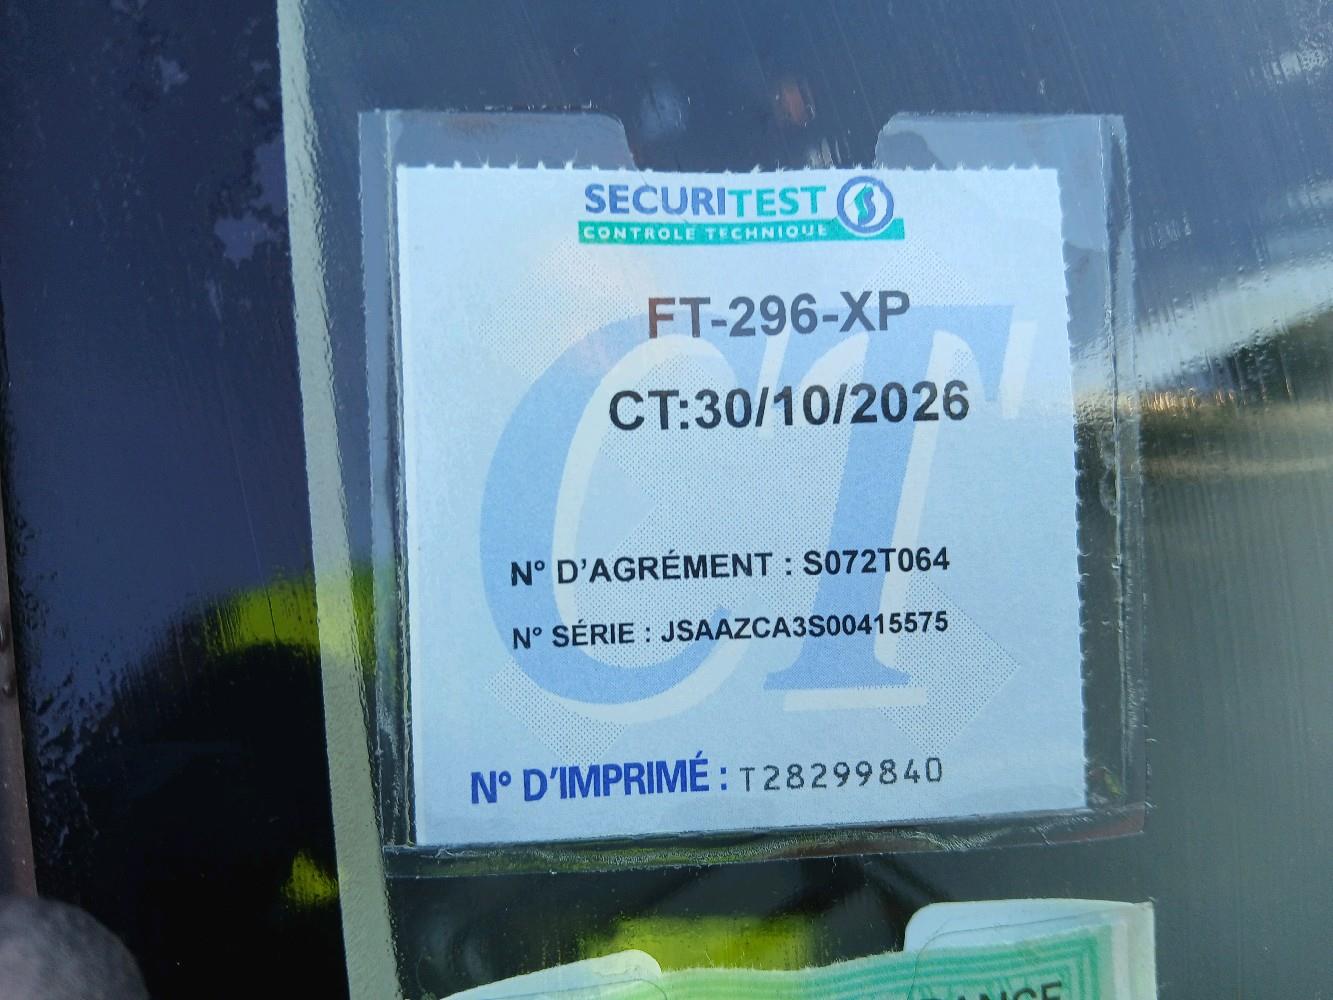 SECURITEST
CONTROLE TECHNIQUE
FT-296-XP
CT:30/10/2026
N° D'AGRÉMENT : S072T064
N° SÉRIE : JSAAZCA3S00415575
N° D'IMPRIMÉ : T28299840